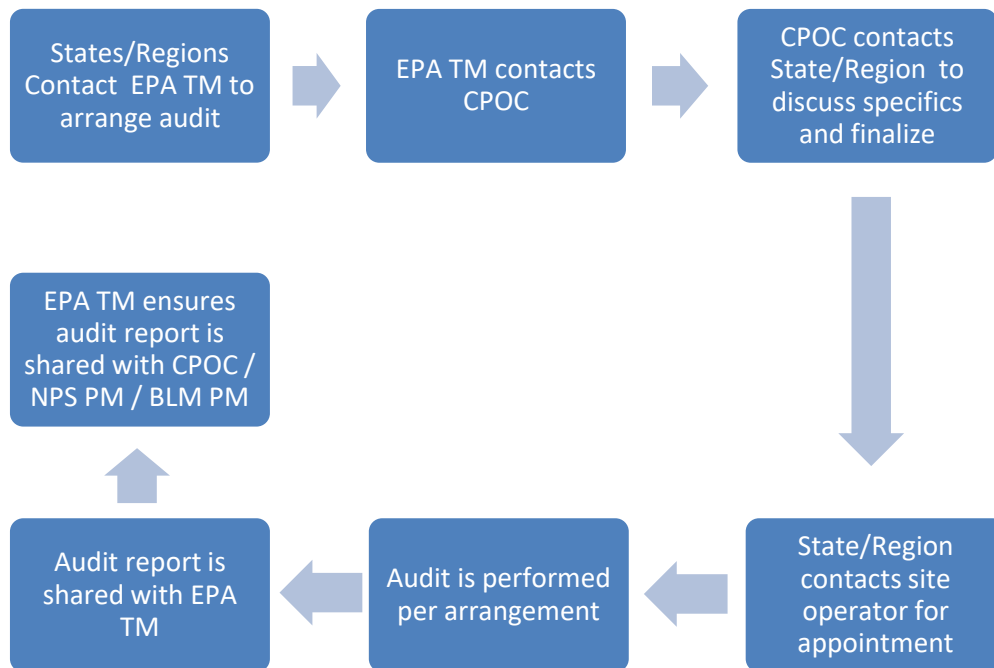 States/Regions
Contact EPA TM to
arrange audit
EPA TM contacts
CPOC
CPOC contacts
State/Region to
discuss specifics
and finalize
State/Region
contacts site
operator for
appointment
Audit is performed
per arrangement
Audit report is
shared with EPA
TM
EPA TM ensures
audit report is
shared with CPOC /
NPS PM / BLM PM